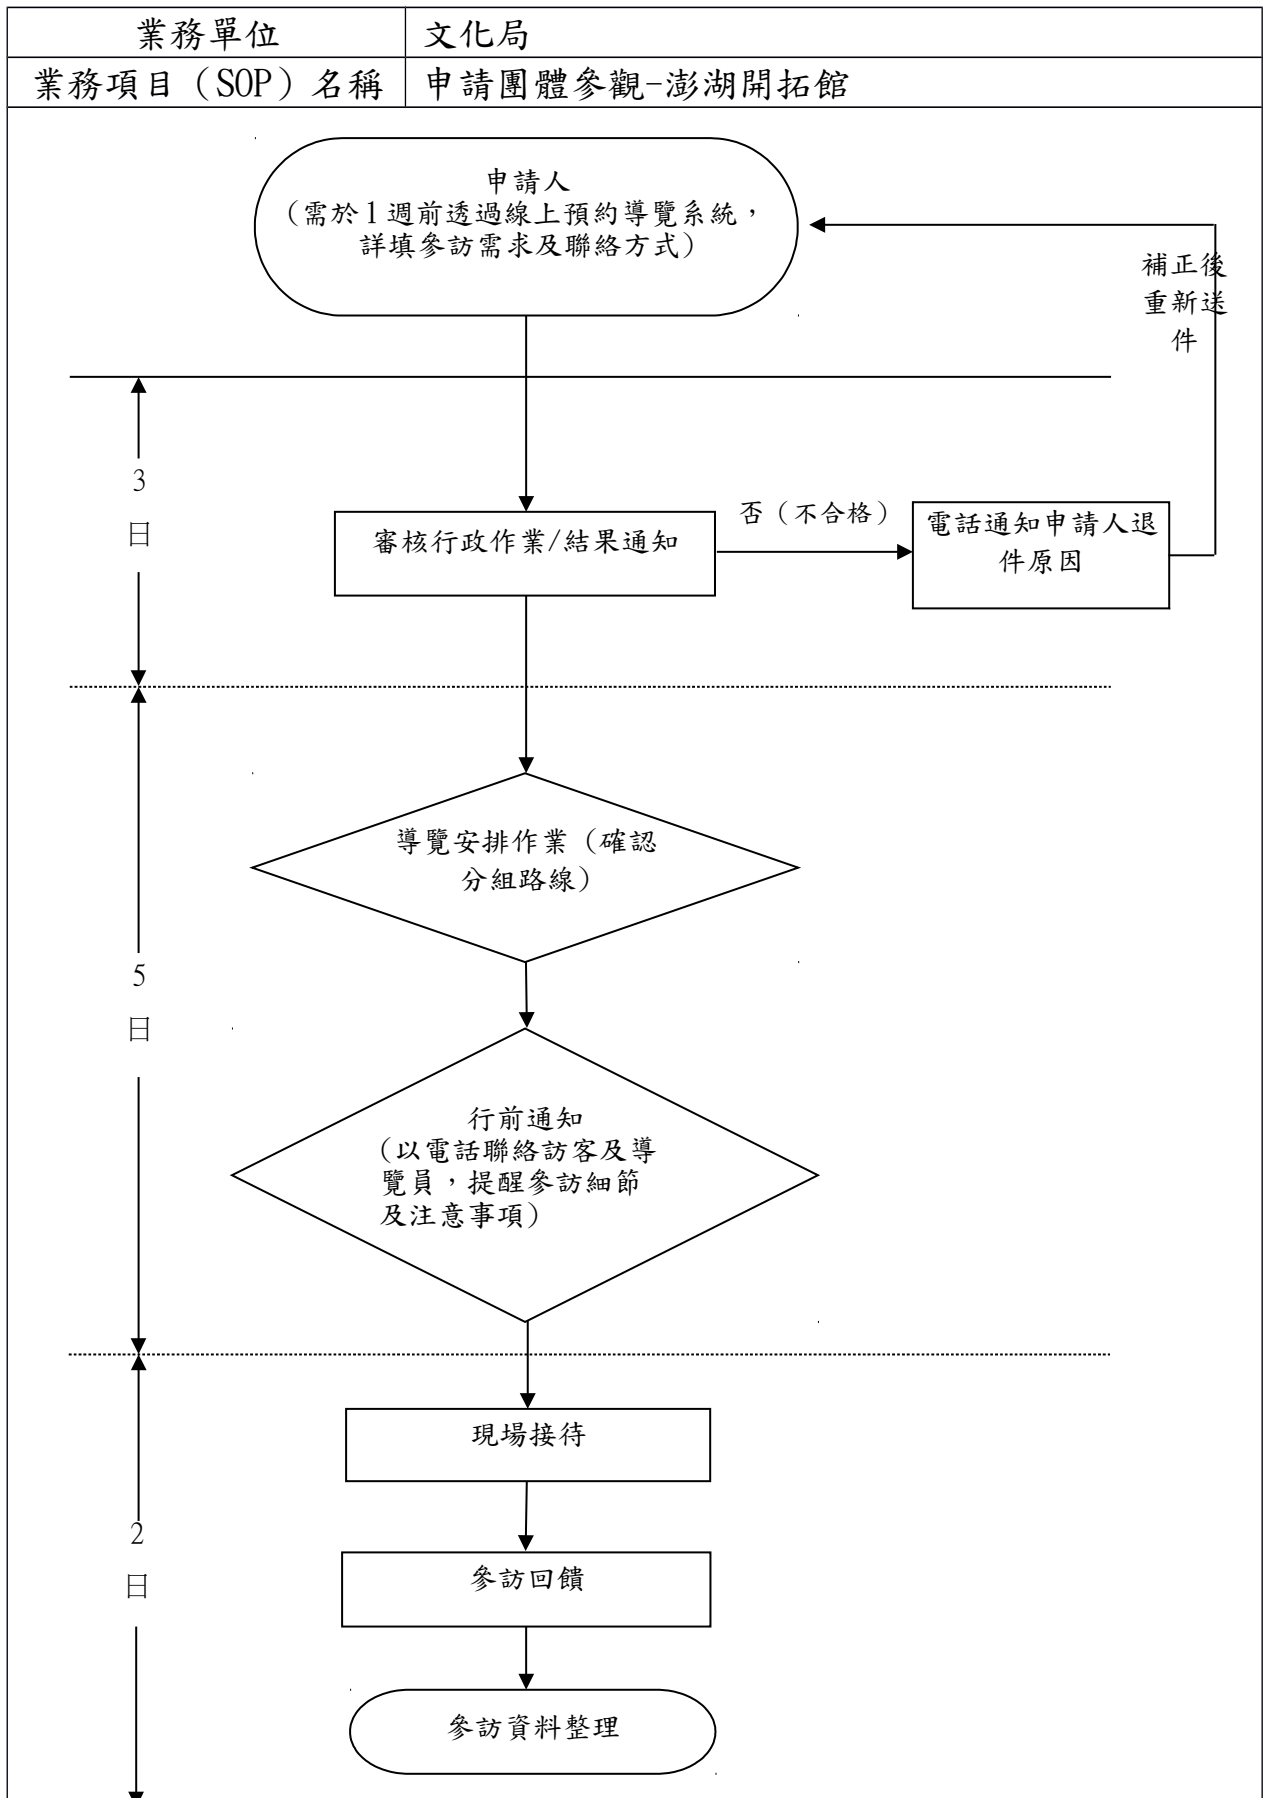 業務單位
文化局
業務項目（SOP）名稱
申請團體參觀-澎湖開拓館
申請人
（需於1週前透過線上預約導覽系統，
詳填參訪需求及聯絡方式）
補正後
重新送
件
3
日
審核行政作業/結果通知
否（不合格）
電話通知申請人退
件原因
導覽安排作業（確認
分組路線）
5
日
行前通知
（以電話聯絡訪客及導
覽員，提醒參訪細節
及注意事項）
現場接待
2
日
參訪回饋
參訪資料整理